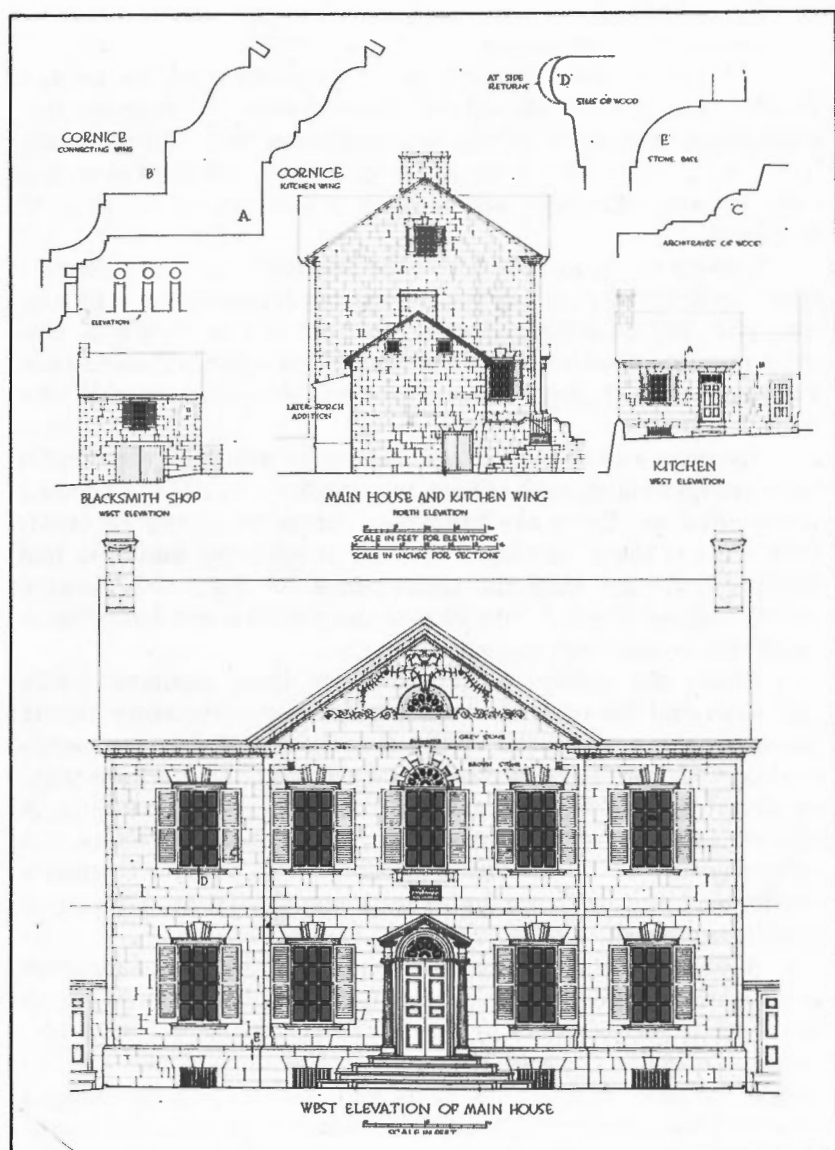 CORNICE
CONNECTING WING
B
CORNICE
KITCHEN WING
A
ELEVATION
AT SIDE
RETURNS
"D"
SILLS OF WOOD
E
STONE BASE
"C"
ARCHITRAVES OF WOOD
LATER PORCH
ADDITION
A
B
BLACKSMITH SHOP
WEST ELEVATION
MAIN HOUSE AND KITCHEN WING
NORTH ELEVATION
SCALE IN FEET FOR ELEVATIONS
SCALE IN INCHES FOR SECTIONS
KITCHEN
WEST ELEVATION
GREY STONE
BROWN STONE
C
D
E
WEST ELEVATION OF MAIN HOUSE
SCALE IN FEET